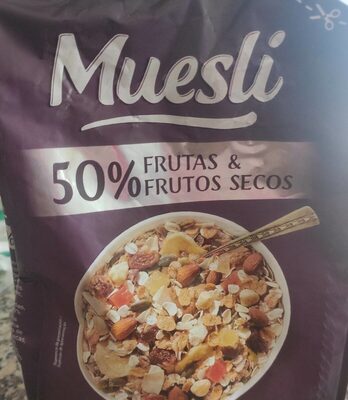 Muesli
50% FRUTAS &
FRUTOS SECOS